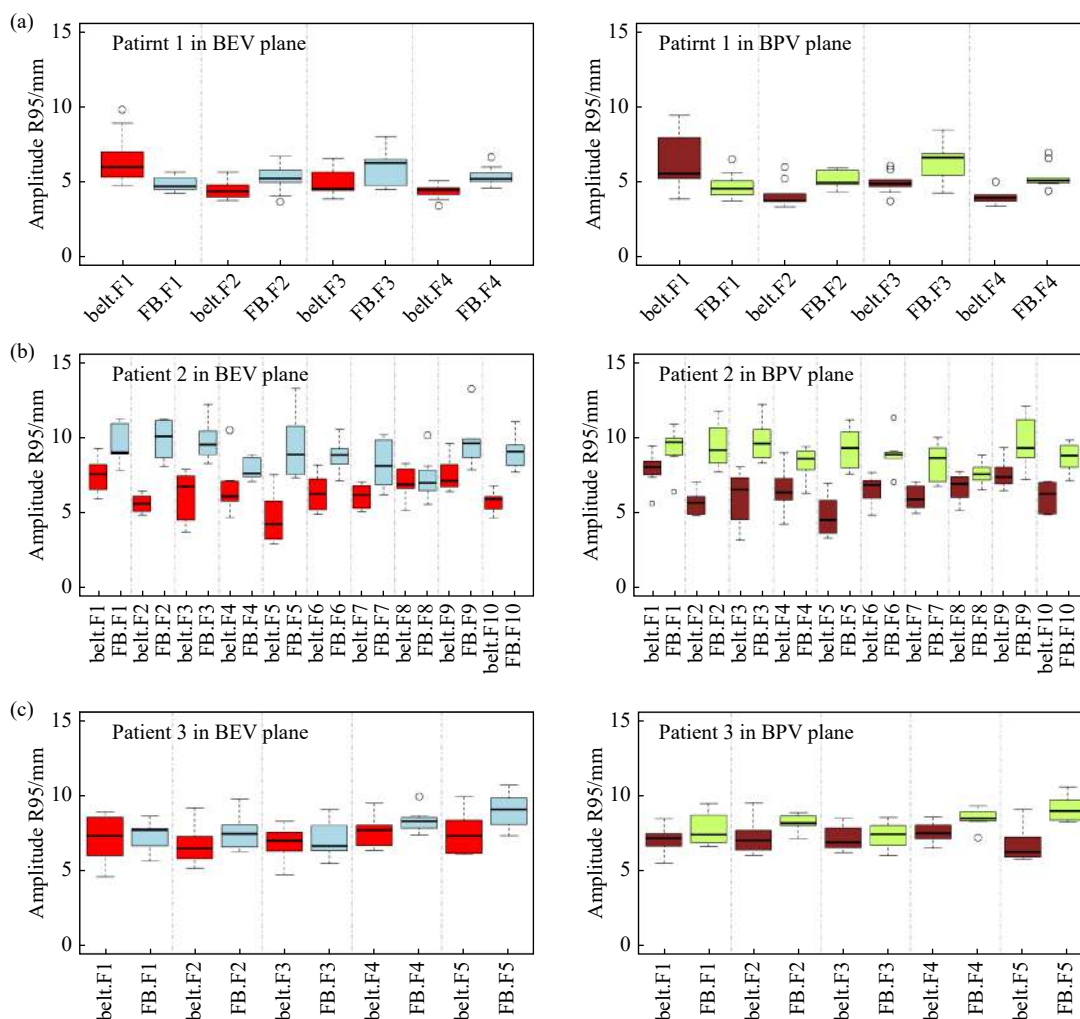 (a)
Patirnt 1 in BEV plane
Amplitude R95/mm
15
10
5
0
belt.F1 FB.F1 belt.F2 FB.F2 belt.F3 FB.F3 belt.F4 FB.F4
Patirnt 1 in BPV plane
Amplitude R95/mm
15
10
5
0
belt.F1 FB.F1 belt.F2 FB.F2 belt.F3 FB.F3 belt.F4 FB.F4
(b)
Patient 2 in BEV plane
Amplitude R95/mm
15
10
5
0
belt.F1 FB.F1 belt.F2 FB.F2 belt.F3 FB.F3 belt.F4 FB.F4 belt.F5 FB.F5 belt.F6 FB.F6 belt.F7 FB.F7 belt.F8 FB.F8 belt.F9 FB.F9 belt.F10 FB.F10
Patient 2 in BPV plane
Amplitude R95/mm
15
10
5
0
belt.F1 FB.F1 belt.F2 FB.F2 belt.F3 FB.F3 belt.F4 FB.F4 belt.F5 FB.F5 belt.F6 FB.F6 belt.F7 FB.F7 belt.F8 FB.F8 belt.F9 FB.F9 belt.F10 FB.F10
(c)
Patient 3 in BEV plane
Amplitude R95/mm
15
10
5
0
belt.F1 FB.F1 belt.F2 FB.F2 belt.F3 FB.F3 belt.F4 FB.F4 belt.F5 FB.F5
Patient 3 in BPV plane
Amplitude R95/mm
15
10
5
0
belt.F1 FB.F1 belt.F2 FB.F2 belt.F3 FB.F3 belt.F4 FB.F4 belt.F5 FB.F5